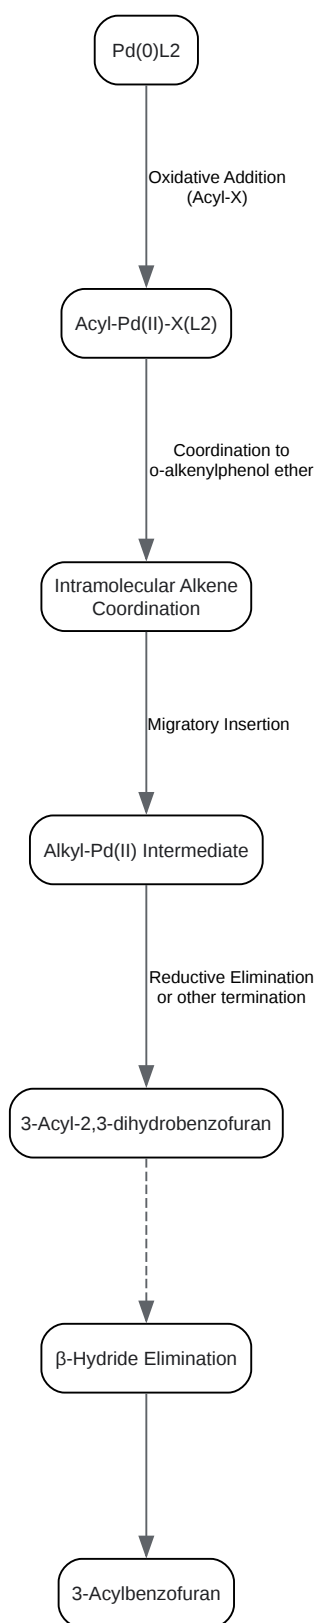 Pd(0)L2
Oxidative Addition
(Acyl-X)
Acyl-Pd(II)-X(L2)
Coordination to
o-alkenylphenol ether
Intramolecular Alkene
Coordination
Migratory Insertion
Alkyl-Pd(II) Intermediate
Reductive Elimination
or other termination
3-Acyl-2,3-dihydrobenzofuran
β-Hydride Elimination
3-Acylbenzofuran